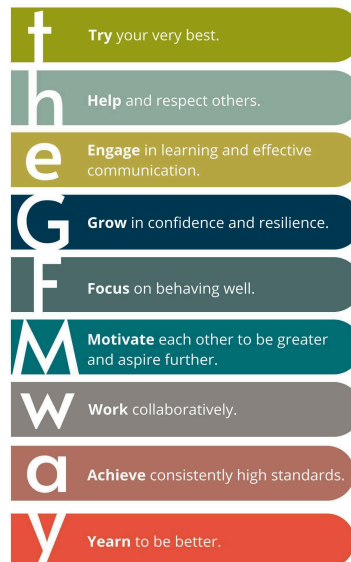 t
Try your very best.
h
Help and respect others.
e
Engage in learning and effective
communication.
G
Grow in confidence and resilience.
F
Focus on behaving well.
M
Motivate each other to be greater
and aspire further.
w
Work collaboratively.
a
Achieve consistently high standards.
y
Yearn to be better.